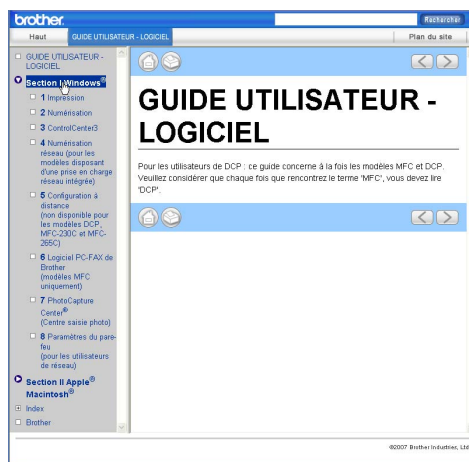 brother.
Rechercher
Haut
GUIDE UTILISATEUR - LOGICIEL
Plan du site
GUIDE UTILISATEUR -
LOGICIEL
Section I Windows®
1 Impression
2 Numérisation
3 ControlCenter3
4 Numérisation
réseau (pour les
modèles disposant
d'une prise en charge
réseau intégrée)
5 Configuration à
distance
(non disponible pour
les modèles DCP,
MFC-230C et MFC-
265C)
6 Logiciel PC-FAX de
Brother
(modèles MFC
uniquement)
7 PhotoCapture
Center®
(Centre saisie photo)
8 Paramètres du pare-
feu
(pour les utilisateurs
de réseau)
Section II Apple®
Macintosh®
Index
Brother
GUIDE UTILISATEUR -
LOGICIEL
Pour les utilisateurs de DCP : ce guide concerne à la fois les modèles MFC et DCP.
Veuillez considérer que chaque fois que rencontrez le terme 'MFC', vous devez lire
'DCP'.
©2007 Brother Industries, Ltd